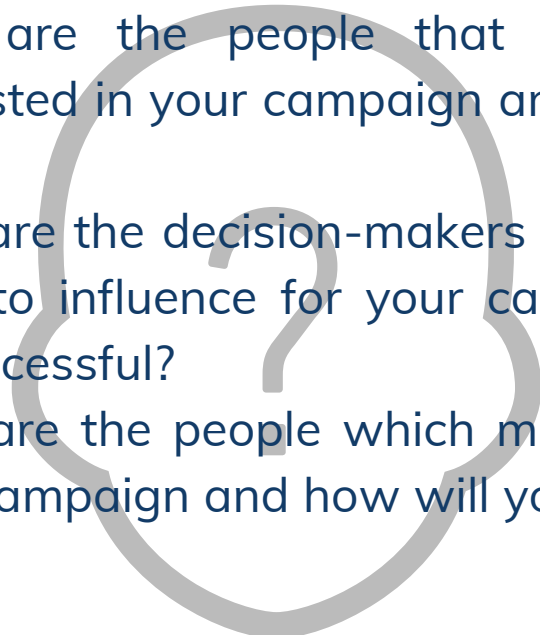 are the people that
sted in your campaign an
are the decision-makers
to influence for your ca
cessful?
are the people which m
ampaign and how will yo
?